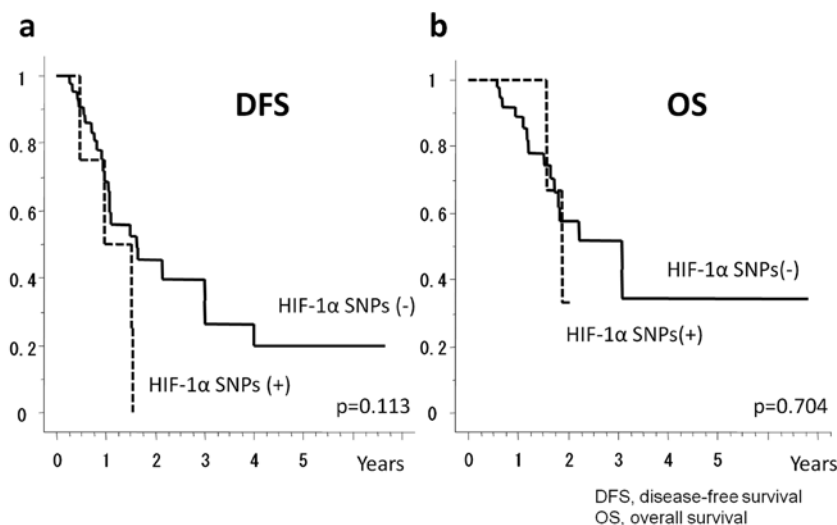 a
DFS
1
0.8
0.6
0.4
0.2
0
HIF-1α SNPs (-)
HIF-1α SNPs (+)
p=0.113
0 1 2 3 4 5 Years
b
OS
1
0.8
0.6
0.4
0.2
0
HIF-1α SNPs(-)
HIF-1α SNPs(+)
p=0.704
0 1 2 3 4 5 Years
DFS, disease-free survival
OS, overall survival